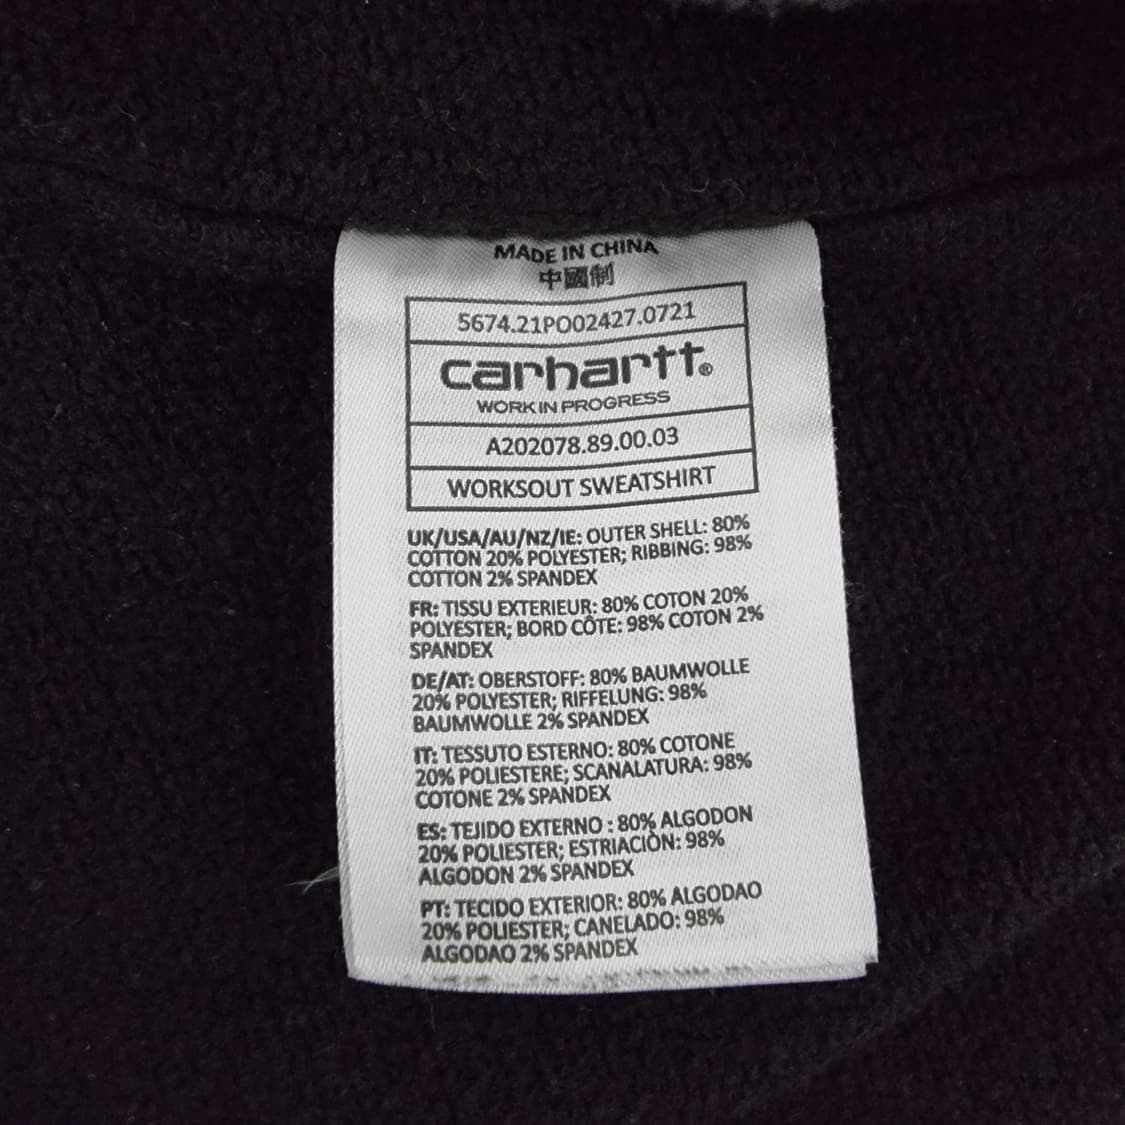 MADE IN CHINA
中國制
5674.21PO02427.0721
carhartt®
WORK IN PROGRESS
A202078.89.00.03
WORKSOUT SWEATSHIRT
UK/USA/AU/NZ/IE: OUTER SHELL: 80%
COTTON 20% POLYESTER; RIBBING: 98%
COTTON 2% SPANDEX
FR: TISSU EXTERIEUR: 80% COTON 20%
POLYESTER; BORD CÔTE: 98% COTON 2%
SPANDEX
DE/AT: OBERSTOFF: 80% BAUMWOLLE
20% POLYESTER; RIFFELUNG: 98%
BAUMWOLLE 2% SPANDEX
IT: TESSUTO ESTERNO: 80% COTONE
20% POLIESTERE; SCANALATURA: 98%
COTONE 2% SPANDEX
ES: TEJIDO EXTERNO : 80% ALGODON
20% POLIESTER; ESTRIACIÒN: 98%
ALGODON 2% SPANDEX
PT: TECIDO EXTERIOR: 80% ALGODAO
20% POLIESTER; CANELADO: 98%
ALGODAO 2% SPANDEX